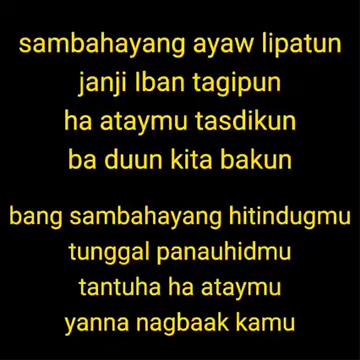 sambahayang ayaw lipatun
janji Iban tagipun
ha ataymu tasdikun
ba duun kita bakun
bang sambahayang hitindugmu
tunggal panauhidmu
tantuha ha ataymu
yanna nagbaak kamu